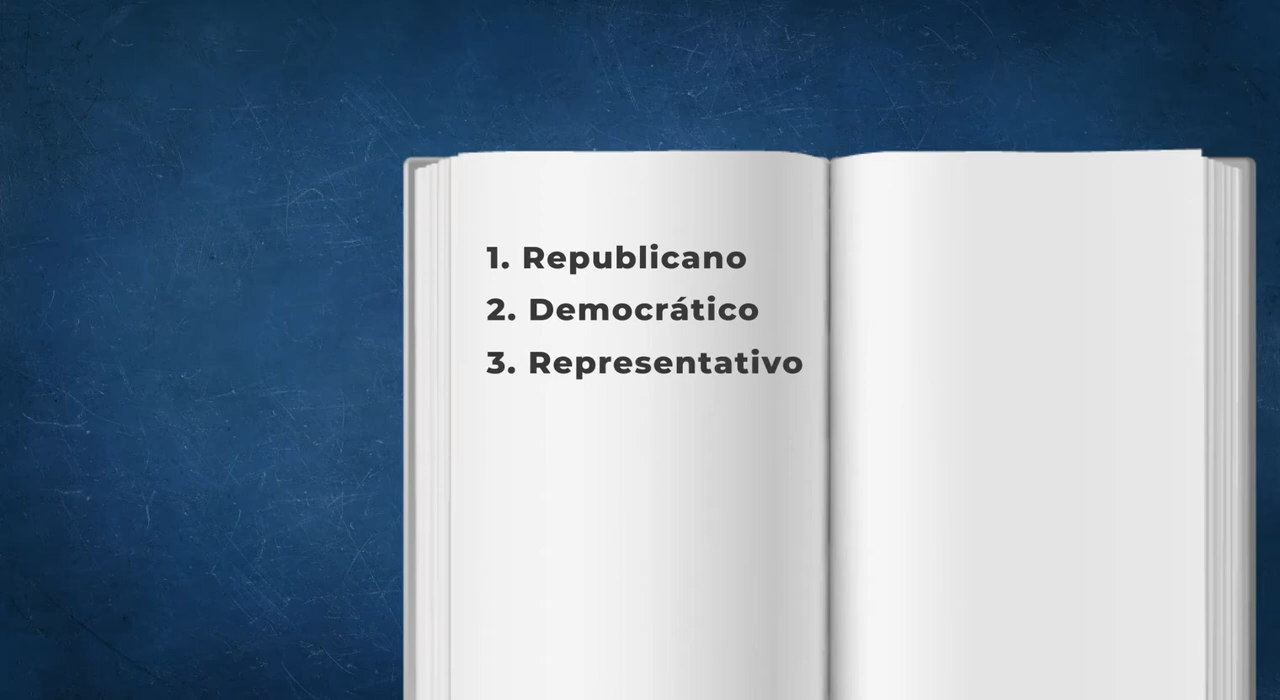 1. Republicano
2. Democrático
3. Representativo